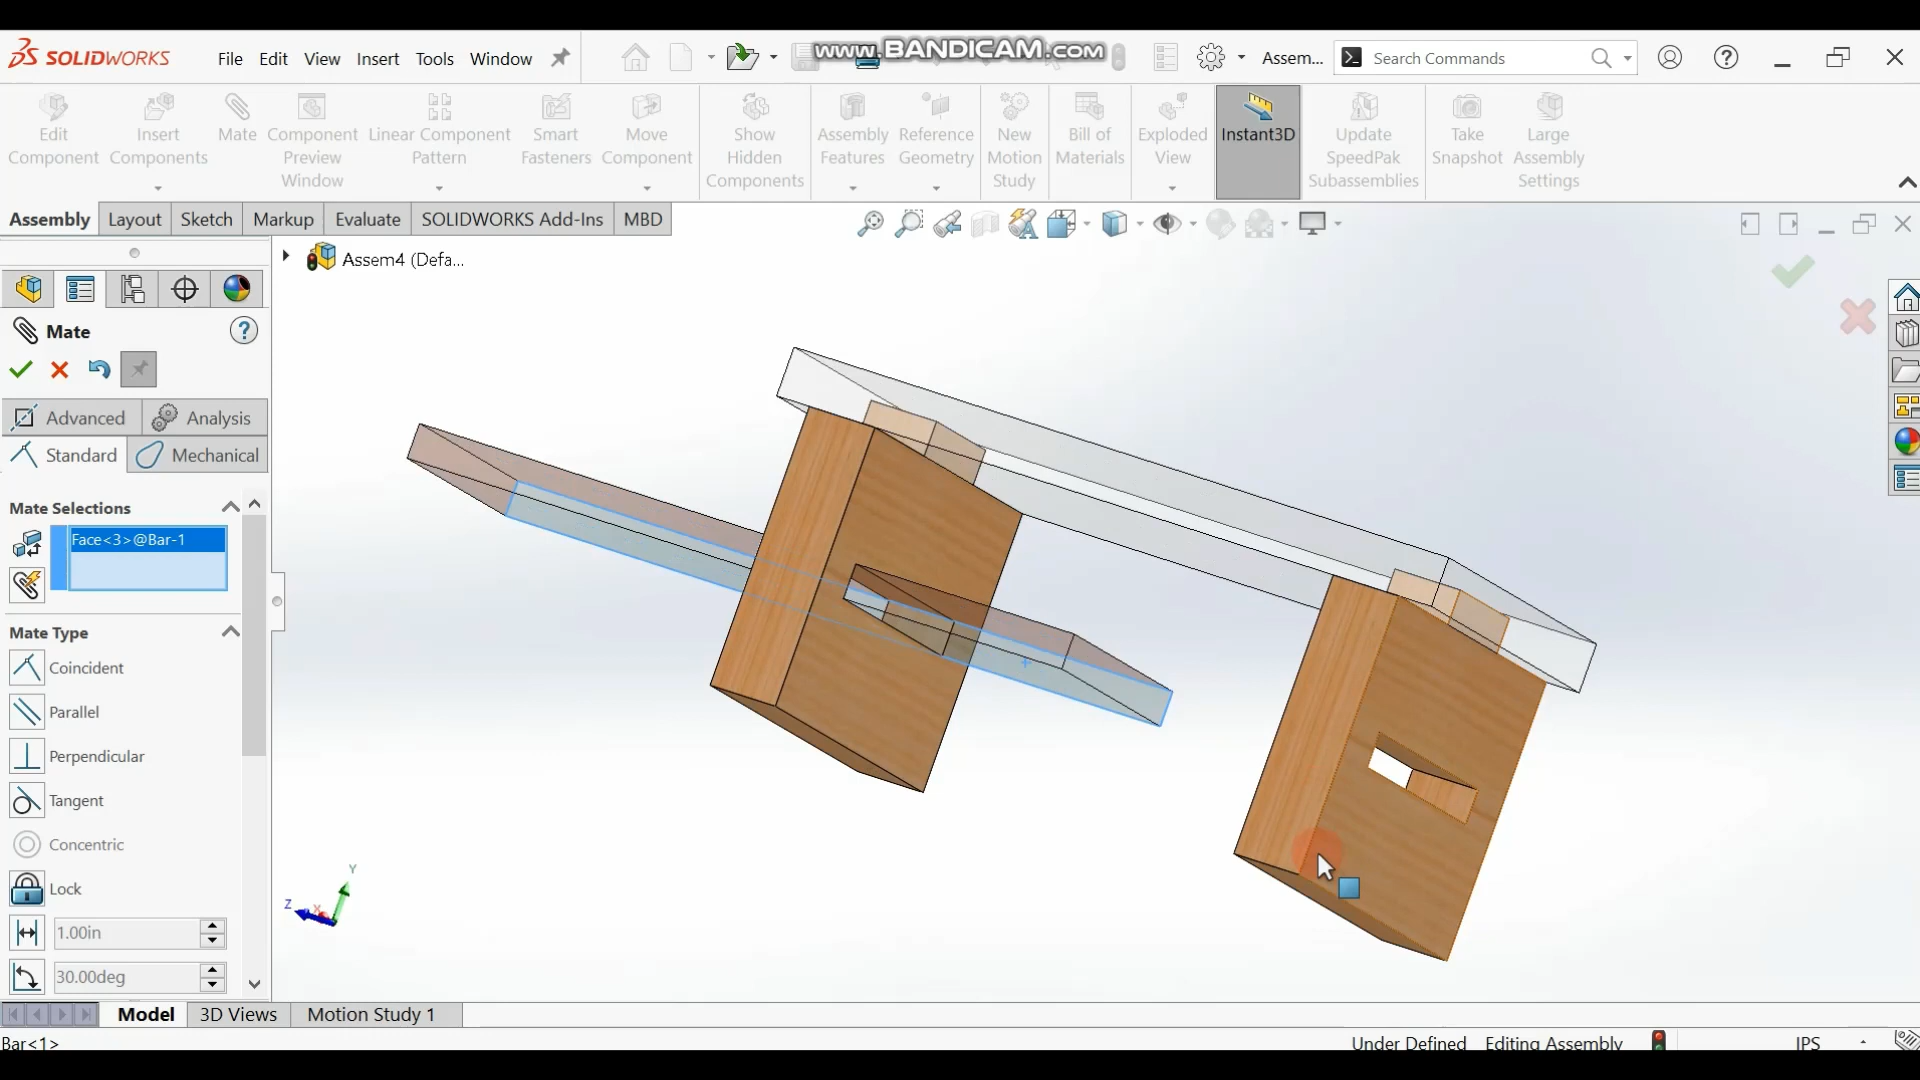 SOLIDWORKS File Edit View Insert Tools Window www.BANDICAM.com Assem... Search Commands
Edit Component
Insert Components
Mate
Component Preview Window
Linear Component Pattern
Smart Fasteners
Move Component
Show Hidden Components
Assembly Features
Reference Geometry
New Motion Study
Bill of Materials
Exploded View
Instant3D
Update SpeedPak Subassemblies
Take Snapshot
Large Assembly Settings
Assembly Layout Sketch Markup Evaluate SOLIDWORKS Add-Ins MBD
Assem4 (Defa...
Mate
Advanced Analysis
Standard Mechanical
Mate Selections
Face<3>@Bar-1
Mate Type
Coincident
Parallel
Perpendicular
Tangent
Concentric
Lock
1.00in
30.00deg
Y
Z
X
Model 3D Views Motion Study 1
Bar<1> Under Defined Editing Assembly IPS